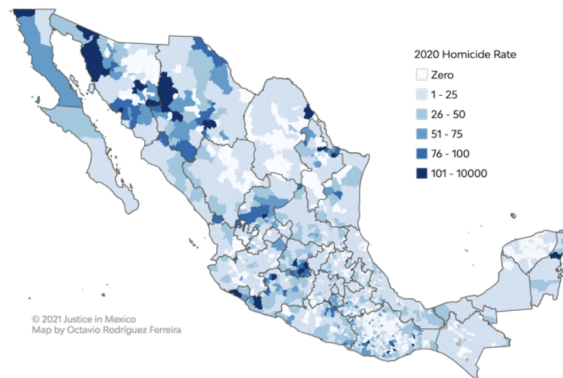 2020 Homicide Rate
Zero
1 - 25
26 - 50
51 - 75
76 - 100
101 - 10000
© 2021 Justice in Mexico
Map by Octavio Rodríguez Ferreira